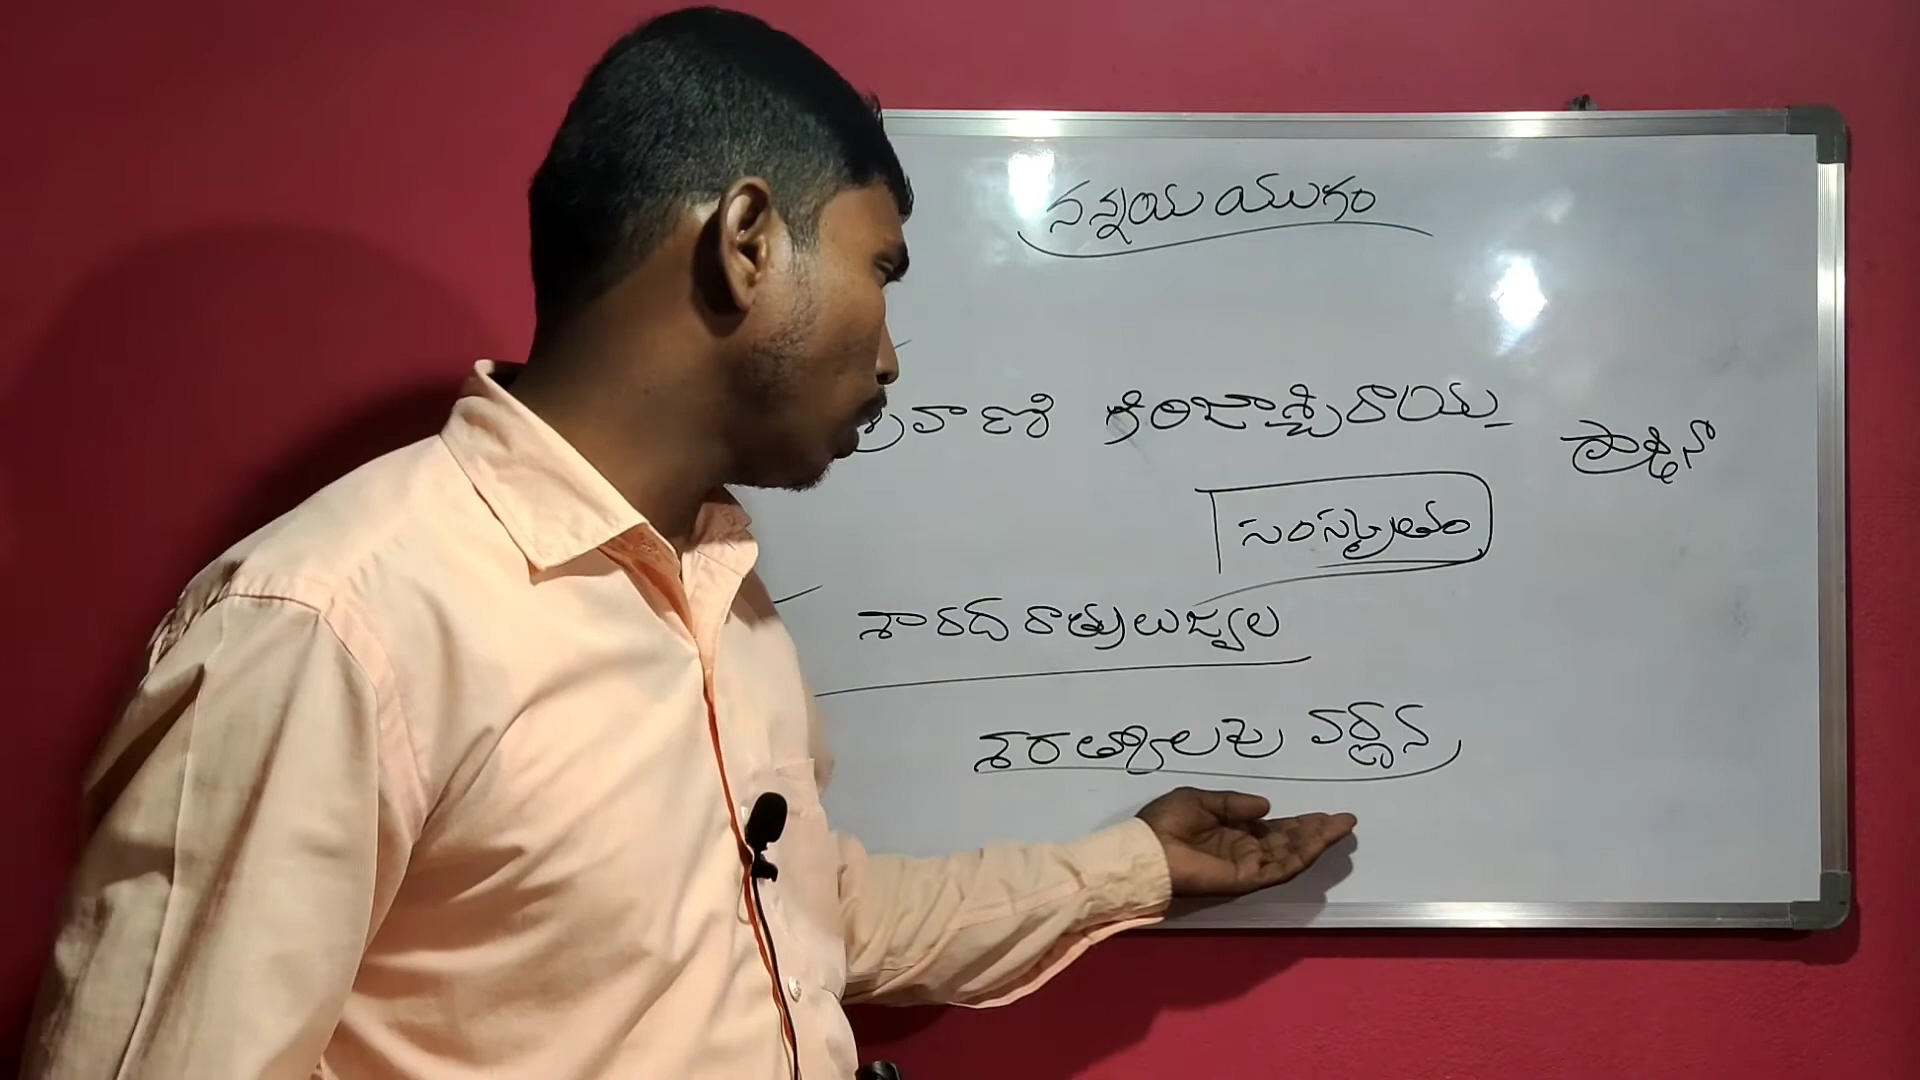 నన్నయ యుగం
శ్రీవాణి గిరిజాశ్చిరాయ
సంస్కృతం
శారద రాత్రులుజ్వల
శరత్కాలపు వర్ణన